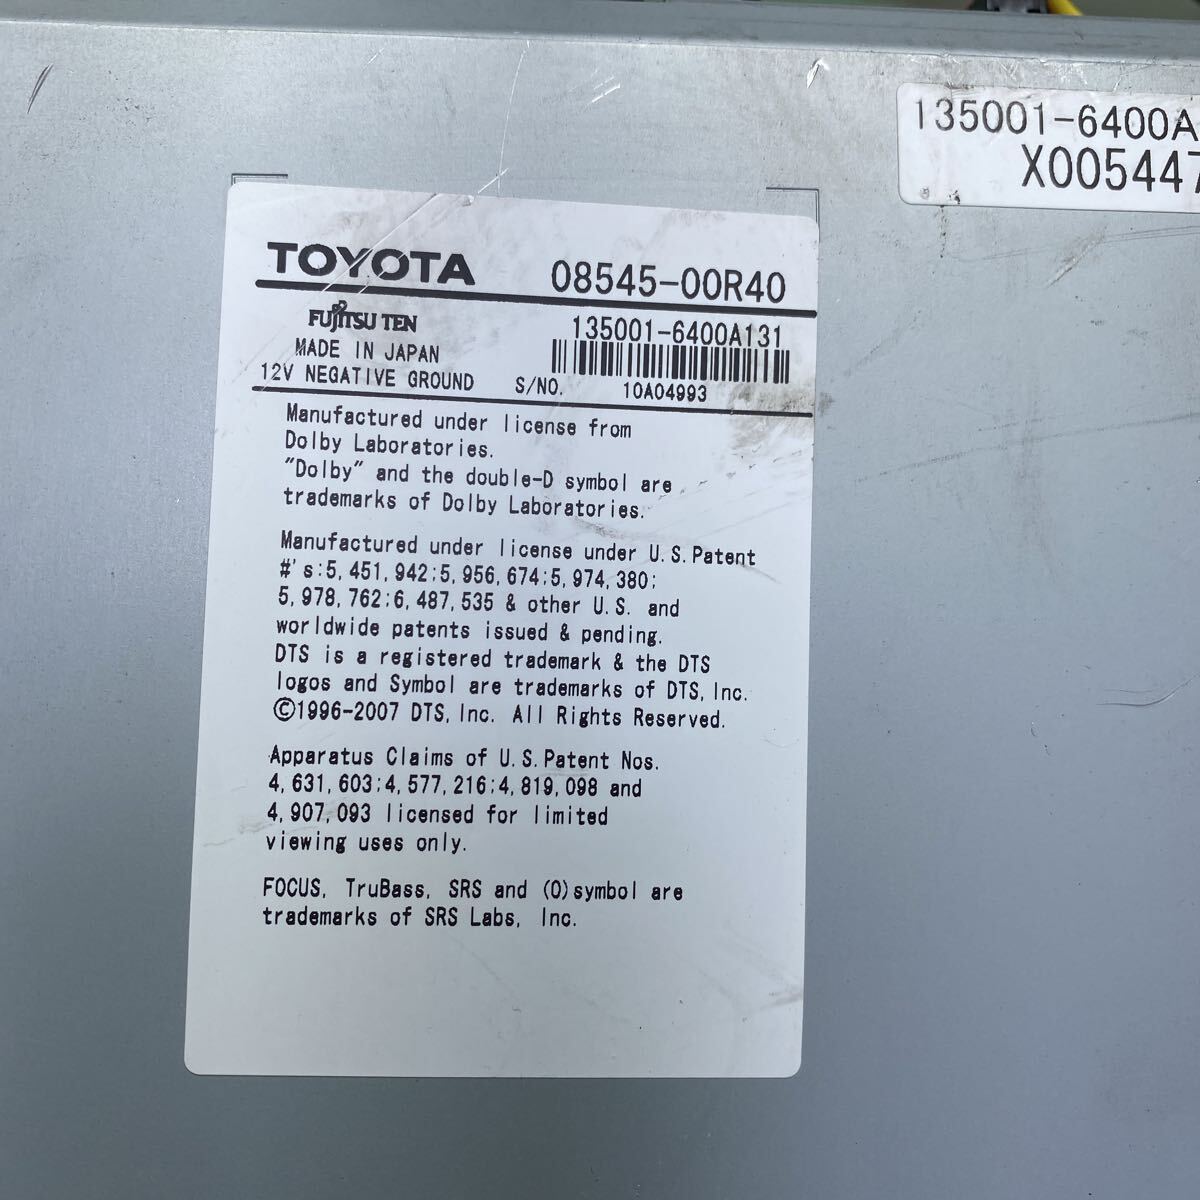 135001-6400A
X005447
TOYOTA 08545-00R40
FUJITSU TEN 135001-6400A131
MADE IN JAPAN
12V NEGATIVE GROUND S/NO. 10A04993
Manufactured under license from
Dolby Laboratories.
"Dolby" and the double-D symbol are
trademarks of Dolby Laboratories.
Manufactured under license under U.S.Patent
#'s:5,451,942;5,956,674;5,974,380;
5,978,762;6,487,535 & other U.S. and
worldwide patents issued & pending.
DTS is a registered trademark & the DTS
logos and Symbol are trademarks of DTS,Inc.
©1996-2007 DTS,Inc. All Rights Reserved.
Apparatus Claims of U.S.Patent Nos.
4,631,603;4,577,216;4,819,098 and
4,907,093 licensed for limited
viewing uses only.
FOCUS, TruBass, SRS and (O)symbol are
trademarks of SRS Labs, Inc.